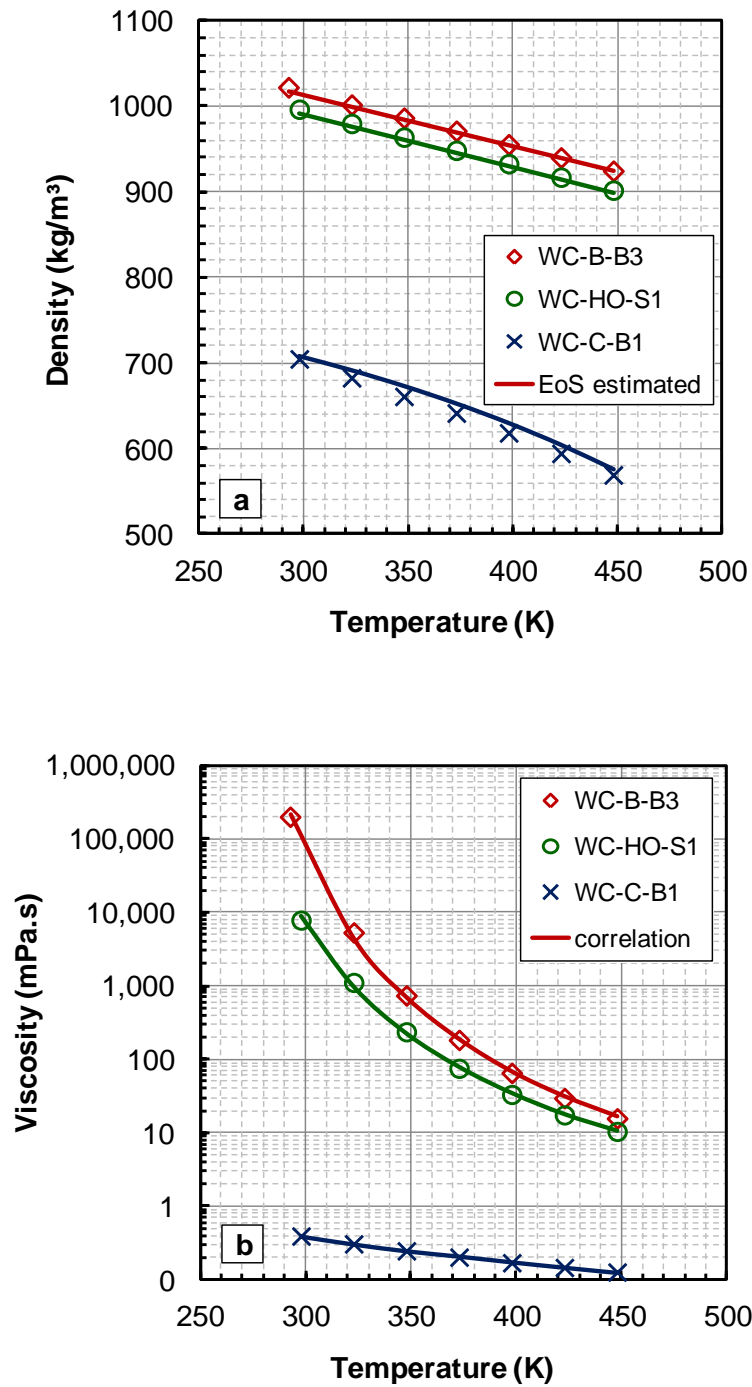 1100
1000
900
800
700
600
500
Density (kg/m³)
WC-B-B3
WC-HO-S1
WC-C-B1
EoS estimated
a
250 300 350 400 450 500
Temperature (K)
1,000,000
100,000
10,000
1,000
100
10
1
0
Viscosity (mPa.s)
WC-B-B3
WC-HO-S1
WC-C-B1
correlation
b
250 300 350 400 450 500
Temperature (K)